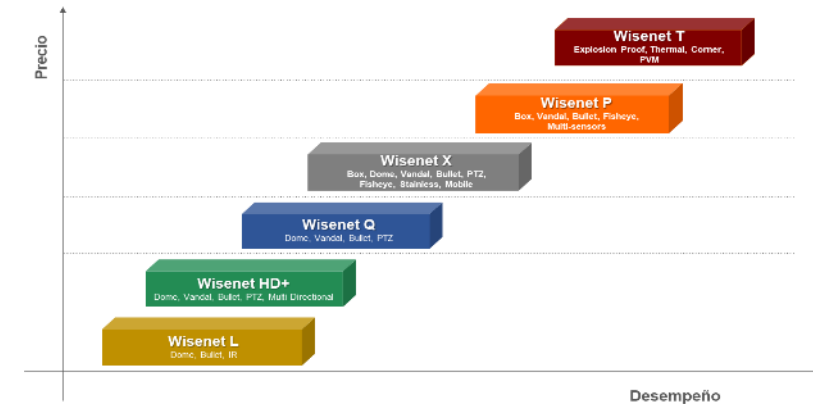 Precio
Wisenet T
Explosion Proof, Thermal, Corner,
PVM
Wisenet P
Box, Vandal, Bullet, Fisheye,
Multi-sensors
Wisenet X
Box, Dome, Vandal, Bullet, PTZ,
Fisheye, Stainless, Mobile
Wisenet Q
Dome, Vandal, Bullet, PTZ
Wisenet HD+
Dome, Vandal, Bullet, PTZ, Multi Directional
Wisenet L
Dome, Bullet, IR
Desempeño